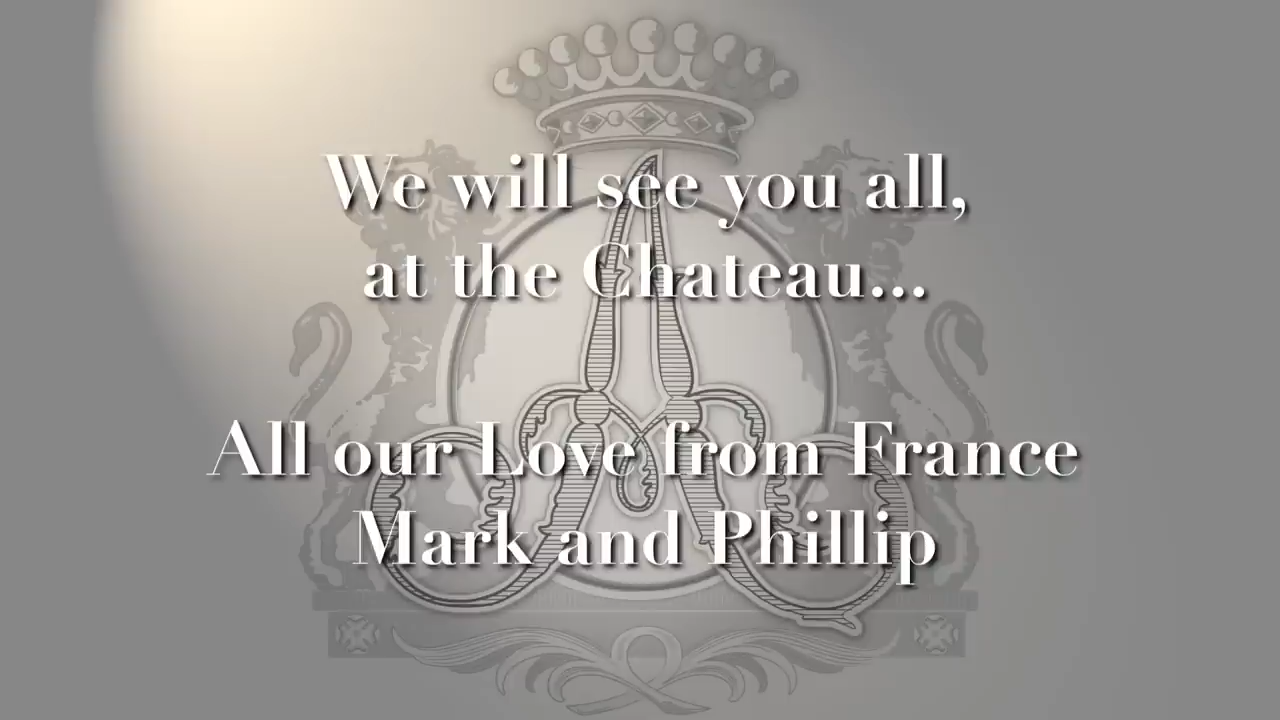 We will see you all,
at the Chateau...
All our Love from France
Mark and Phillip